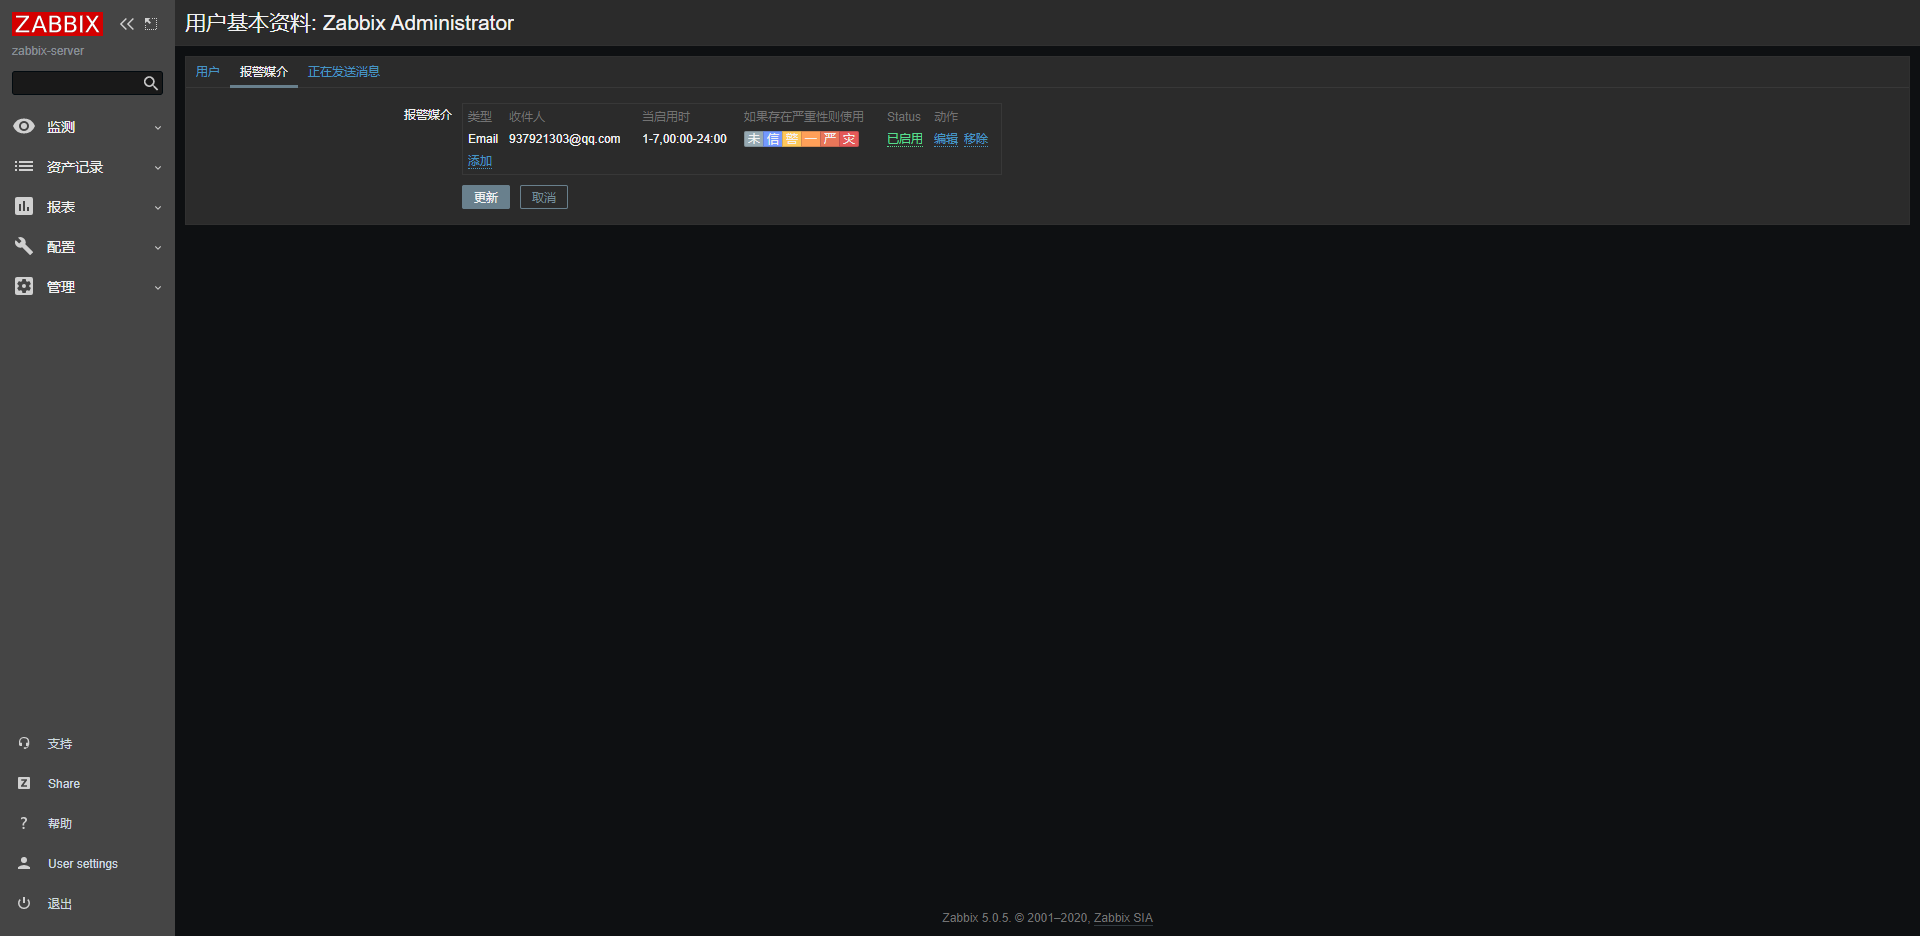 ZABBIX
zabbix-server
监测
资产记录
报表
配置
管理
支持
Share
帮助
User settings
退出
用户基本资料: Zabbix Administrator
用户 报警媒介 正在发送消息
报警媒介 类型 收件人 当启用时 如果存在严重性则使用 Status 动作
Email 937921303@qq.com 1-7,00:00-24:00 未 信 警 一 严 灾 已启用 编辑 移除
添加
更新 取消
Zabbix 5.0.5. © 2001–2020, Zabbix SIA